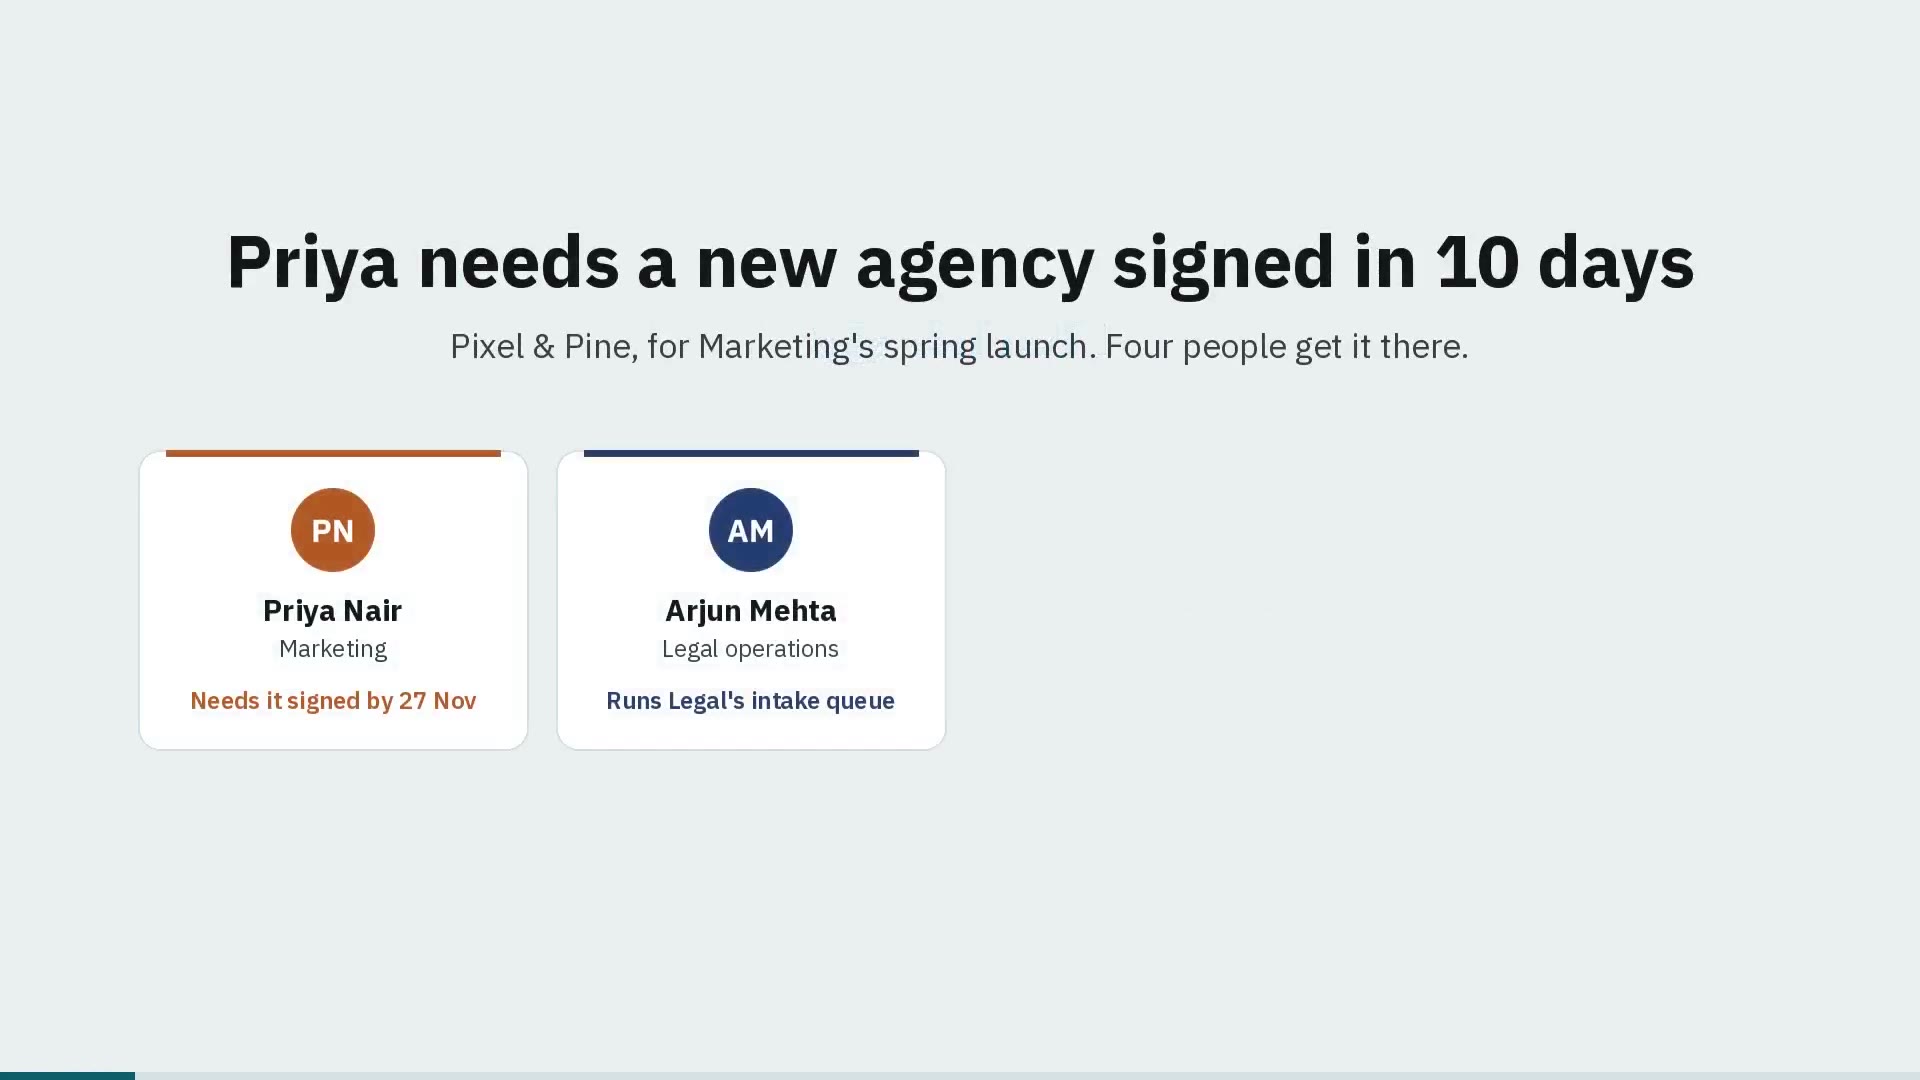 Priya needs a new agency signed in 10 days
Pixel & Pine, for Marketing's spring launch. Four people get it there.
PN
Priya Nair
Marketing
Needs it signed by 27 Nov
AM
Arjun Mehta
Legal operations
Runs Legal's intake queue